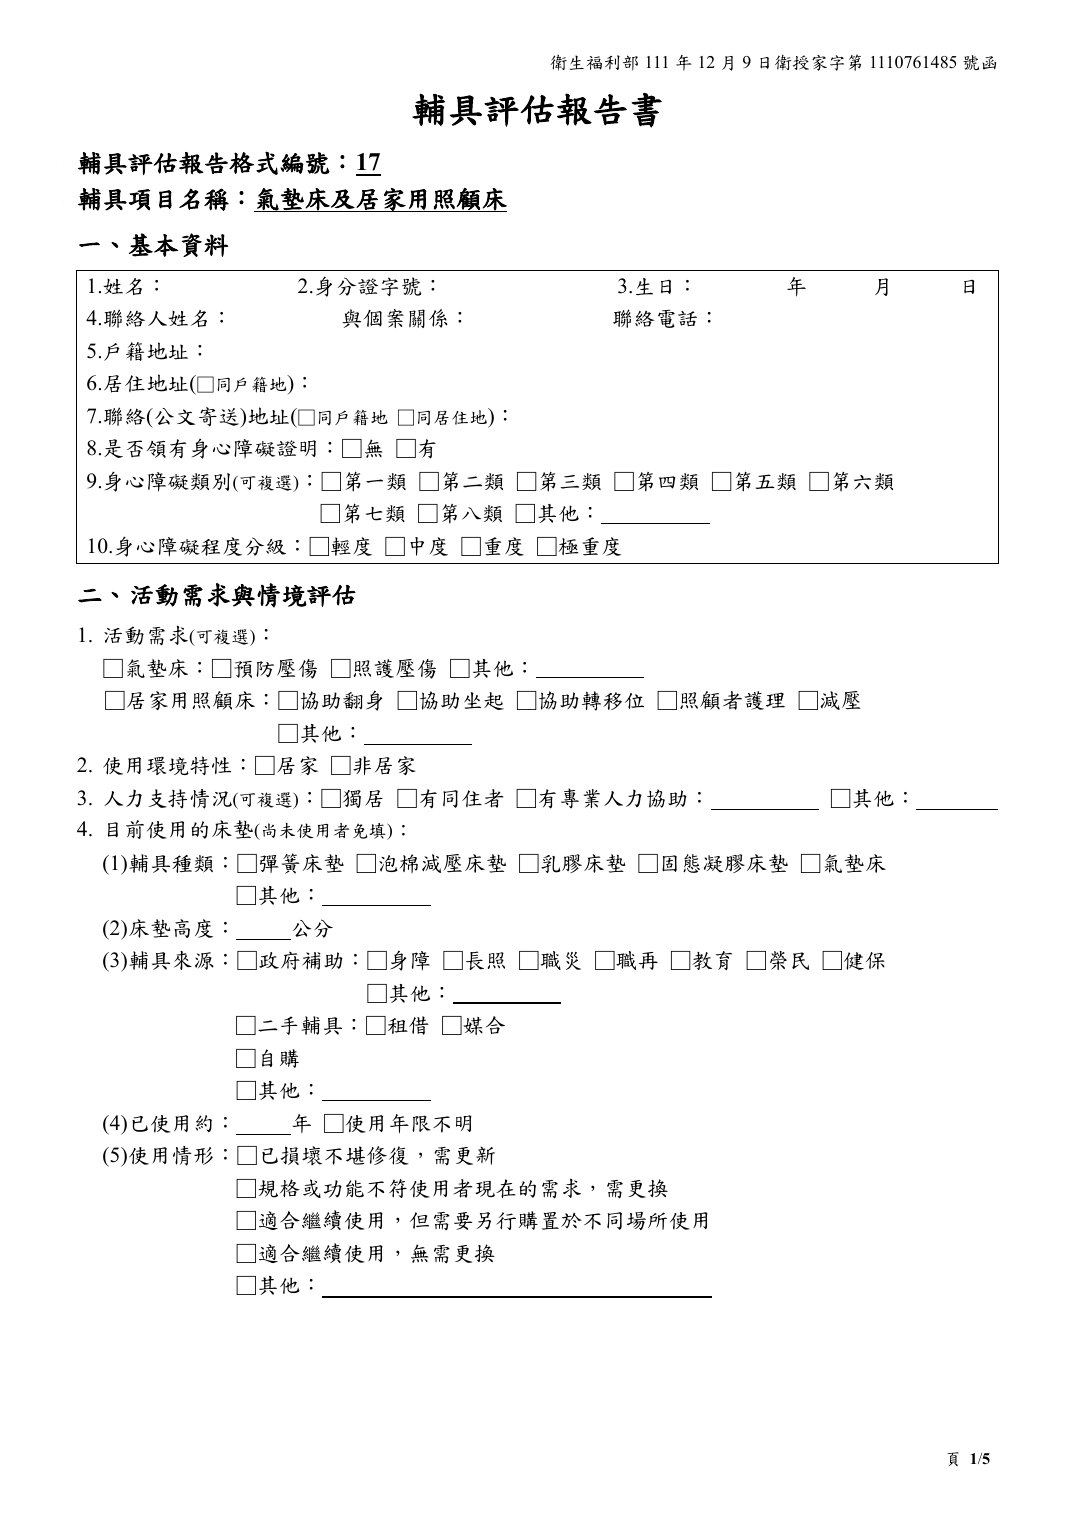 衛生福利部 111 年 12 月 9 日衛授家字第 1110761485 號函
輔具評估報告書
輔具評估報告格式編號：17
輔具項目名稱：氣墊床及居家用照顧床
一、基本資料
1.姓名： 2.身分證字號： 3.生日： 年 月 日
4.聯絡人姓名： 與個案關係： 聯絡電話：
5.戶籍地址：
6.居住地址(□同戶籍地)：
7.聯絡(公文寄送)地址(□同戶籍地 □同居住地)：
8.是否領有身心障礙證明：□無 □有
9.身心障礙類別(可複選)：□第一類 □第二類 □第三類 □第四類 □第五類 □第六類
□第七類 □第八類 □其他：__________
10.身心障礙程度分級：□輕度 □中度 □重度 □極重度
二、活動需求與情境評估
1. 活動需求(可複選)：
□氣墊床：□預防壓傷 □照護壓傷 □其他：__________
□居家用照顧床：□協助翻身 □協助坐起 □協助轉移位 □照顧者護理 □減壓
□其他：__________
2. 使用環境特性：□居家 □非居家
3. 人力支持情況(可複選)：□獨居 □有同住者 □有專業人力協助：__________ □其他：________
4. 目前使用的床墊(尚未使用者免填)：
(1)輔具種類：□彈簧床墊 □泡棉減壓床墊 □乳膠床墊 □固態凝膠床墊 □氣墊床
□其他：__________
(2)床墊高度：_____公分
(3)輔具來源：□政府補助：□身障 □長照 □職災 □職再 □教育 □榮民 □健保
□其他：__________
□二手輔具：□租借 □媒合
□自購
□其他：__________
(4)已使用約：_____年 □使用年限不明
(5)使用情形：□已損壞不堪修復，需更新
□規格或功能不符使用者現在的需求，需更換
□適合繼續使用，但需要另行購置於不同場所使用
□適合繼續使用，無需更換
□其他：____________________________________
頁 1/5